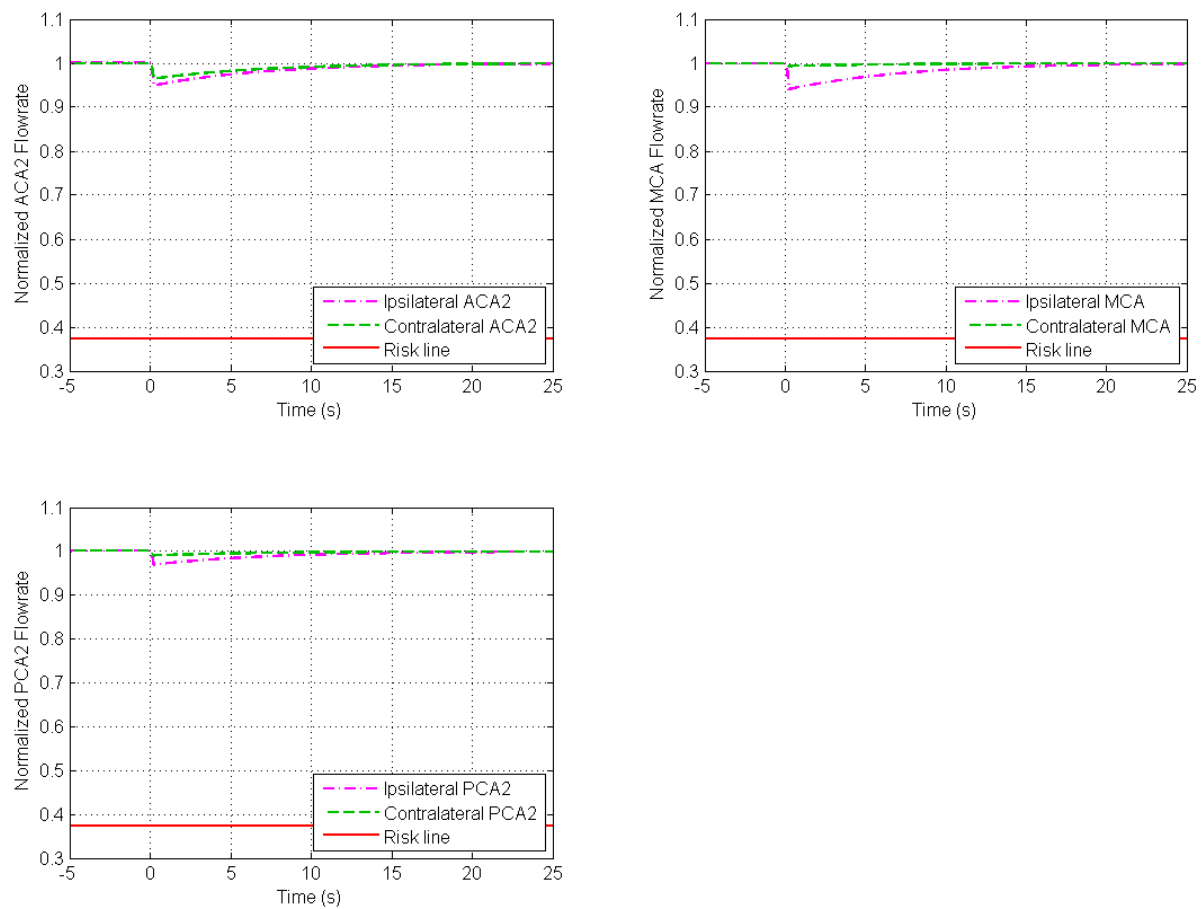 Normalized ACA2 Flowrate
1.1
1
0.9
0.8
0.7
0.6
0.5
0.4
0.3
Ipsilateral ACA2
Contralateral ACA2
Risk line
-5 0 5 10 15 20 25
Time (s)
Normalized MCA Flowrate
1.1
1
0.9
0.8
0.7
0.6
0.5
0.4
0.3
Ipsilateral MCA
Contralateral MCA
Risk line
-5 0 5 10 15 20 25
Time (s)
Normalized PCA2 Flowrate
1.1
1
0.9
0.8
0.7
0.6
0.5
0.4
0.3
Ipsilateral PCA2
Contralateral PCA2
Risk line
-5 0 5 10 15 20 25
Time (s)